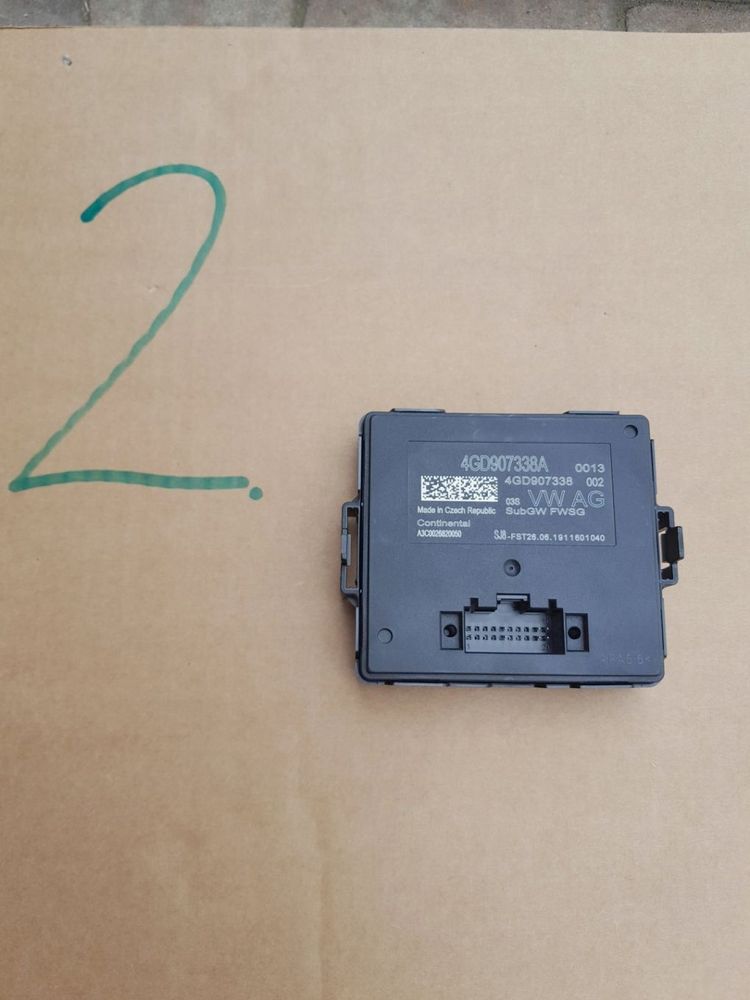 2.
4GD907338A 0013
4GD907338 002
03S VW AG
Made in Czech Republic SubGW FWSG
Continental
A3C0026820050 SJ8-FST26.06.1911601040